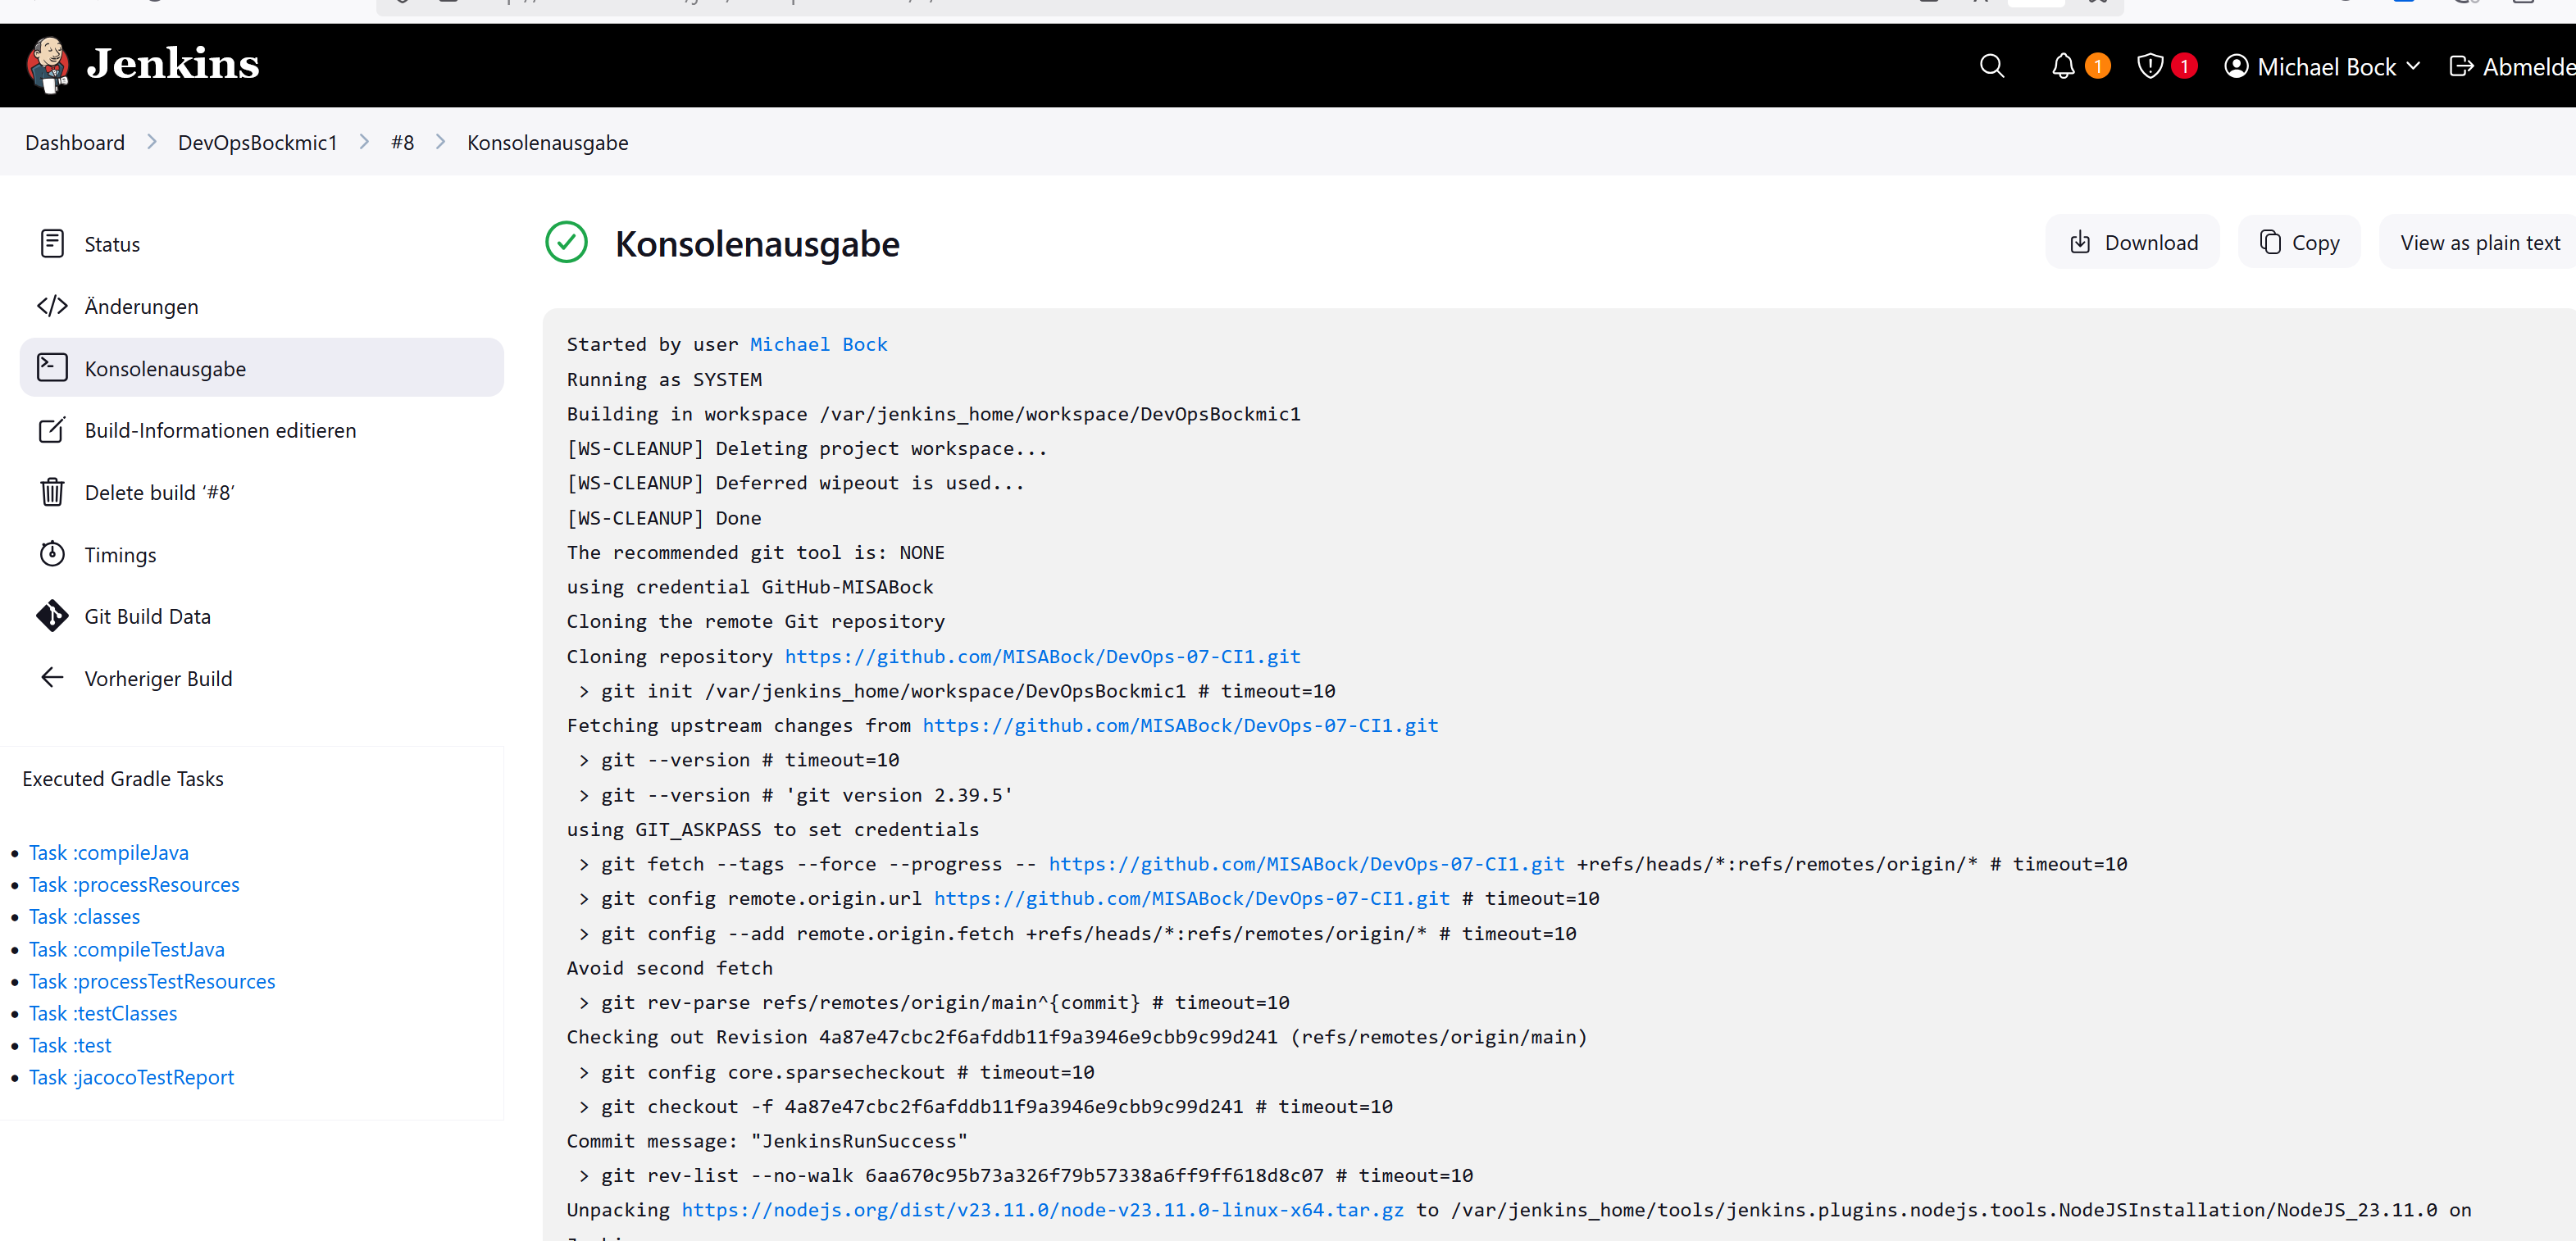 Jenkins
1
1
Michael Bock
Dashboard
DevOpsBockmic1
#8
Konsolenausgabe
Status
Änderungen
Konsolenausgabe
Build-Informationen editieren
Delete build ‘#8’
Timings
Git Build Data
Vorheriger Build
Executed Gradle Tasks
Task :compileJava
Task :processResources
Task :classes
Task :compileTestJava
Task :processTestResources
Task :testClasses
Task :test
Task :jacocoTestReport
Konsolenausgabe
Download
Copy
View as plain text
Started by user Michael Bock
Running as SYSTEM
Building in workspace /var/jenkins_home/workspace/DevOpsBockmic1
[WS-CLEANUP] Deleting project workspace...
[WS-CLEANUP] Deferred wipeout is used...
[WS-CLEANUP] Done
The recommended git tool is: NONE
using credential GitHub-MISABock
Cloning the remote Git repository
Cloning repository https://github.com/MISABock/DevOps-07-CI1.git
> git init /var/jenkins_home/workspace/DevOpsBockmic1 # timeout=10
Fetching upstream changes from https://github.com/MISABock/DevOps-07-CI1.git
> git --version # timeout=10
> git --version # 'git version 2.39.5'
using GIT_ASKPASS to set credentials
> git fetch --tags --force --progress -- https://github.com/MISABock/DevOps-07-CI1.git +refs/heads/*:refs/remotes/origin/* # timeout=10
> git config remote.origin.url https://github.com/MISABock/DevOps-07-CI1.git # timeout=10
> git config --add remote.origin.fetch +refs/heads/*:refs/remotes/origin/* # timeout=10
Avoid second fetch
> git rev-parse refs/remotes/origin/main^{commit} # timeout=10
Checking out Revision 4a87e47cbc2f6afddb11f9a3946e9cbb9c99d241 (refs/remotes/origin/main)
> git config core.sparsecheckout # timeout=10
> git checkout -f 4a87e47cbc2f6afddb11f9a3946e9cbb9c99d241 # timeout=10
Commit message: "JenkinsRunSuccess"
> git rev-list --no-walk 6aa670c95b73a326f79b57338a6ff9ff618d8c07 # timeout=10
Unpacking https://nodejs.org/dist/v23.11.0/node-v23.11.0-linux-x64.tar.gz to /var/jenkins_home/tools/jenkins.plugins.nodejs.tools.NodeJSInstallation/NodeJS_23.11.0 on